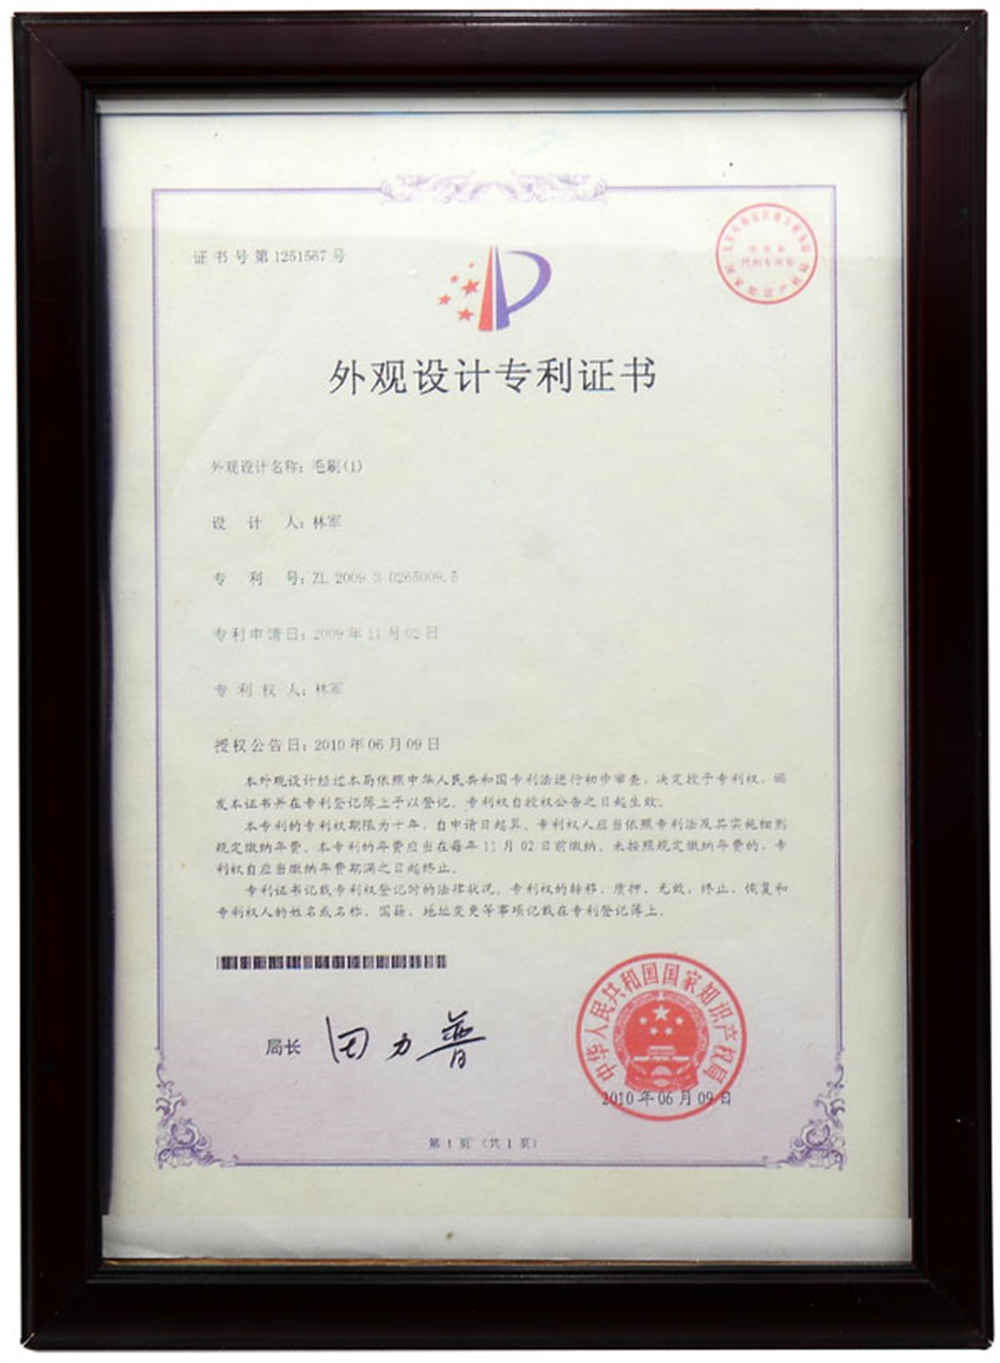 证书号第1251567号
外观设计专利证书
外观设计名称：毛刷(1)
设 计 人：林军
专 利 号：ZL 2009 3 0265009.5
专利申请日：2009年11月02日
专 利 权 人：林军
授权公告日：2010年06月09日
本外观设计经过本局依照中华人民共和国专利法进行初步审查，决定授予专利权，颁
发本证书并在专利登记簿上予以登记。专利权自授权公告之日起生效。
本专利的专利权期限为十年，自申请日起算。专利权人应当依照专利法及其实施细则
规定缴纳年费。本专利的年费应当在每年11月02日前缴纳。未按照规定缴纳年费的，专
利权自应当缴纳年费期满之日起终止。
专利证书记载专利权登记时的法律状况。专利权的转移、质押、无效、终止、恢复和
专利权人的姓名或名称、国籍、地址变更等事项记载在专利登记簿上。
局长 田力普
中华人民共和国国家知识产权局
2010年06月09日
第1页（共1页）